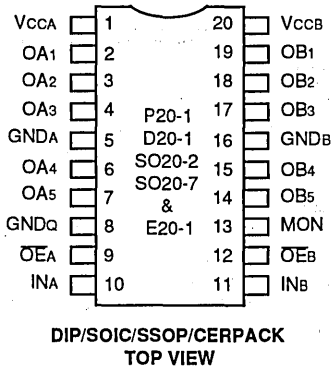 VCCA 1 20 VCCB
OA1 2 19 OB1
OA2 3 18 OB2
OA3 4 P20-1 17 OB3
GNDA 5 D20-1 16 GNDB
OA4 6 SO20-2 15 OB4
OA5 7 SO20-7 14 OB5
GNDQ 8 & 13 MON
OEA 9 E20-1 12 OEB
INA 10 11 INB
DIP/SOIC/SSOP/CERPACK
TOP VIEW